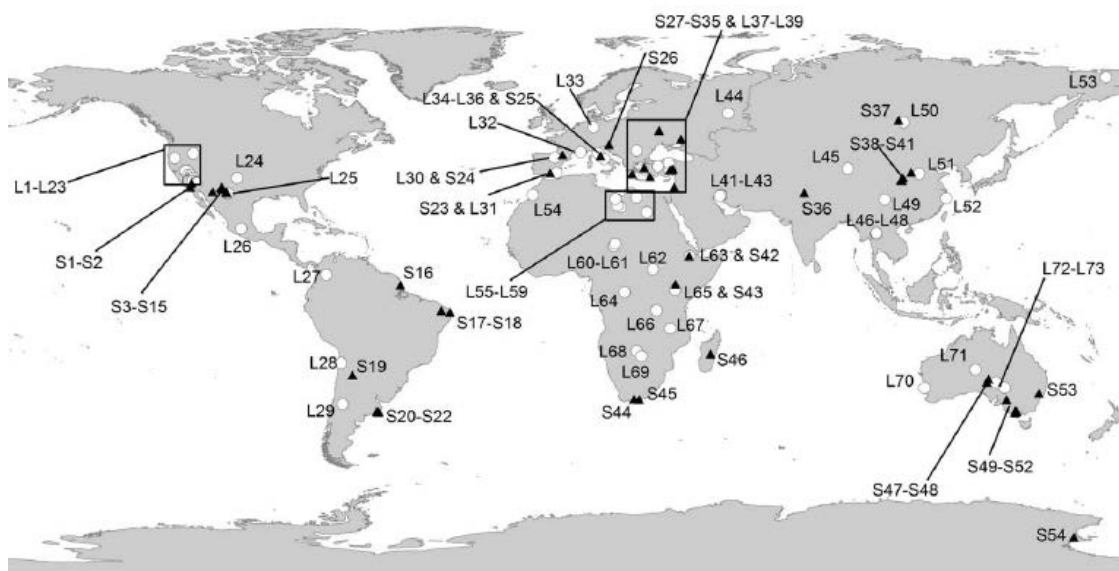 S27-S35 & L37-L39
S26
L33
L34-L36 & S25
L44
L53
L32
S37
L50
S38-S41
L24
L45
L51
L1-L23
L25
L30 & S24
L41-L43
S23 & L31
L54
S36
L49
L52
L26
L46-L48
S1-S2
L60-L61
L62
L63 & S42
L27
S16
L72-L73
S3-S15
L55-L59
L64
L65 & S43
S17-S18
L66
L67
L28
S19
L68
S46
L71
L69
L70
S53
L29
S45
S20-S22
S44
S49-S52
S47-S48
S54